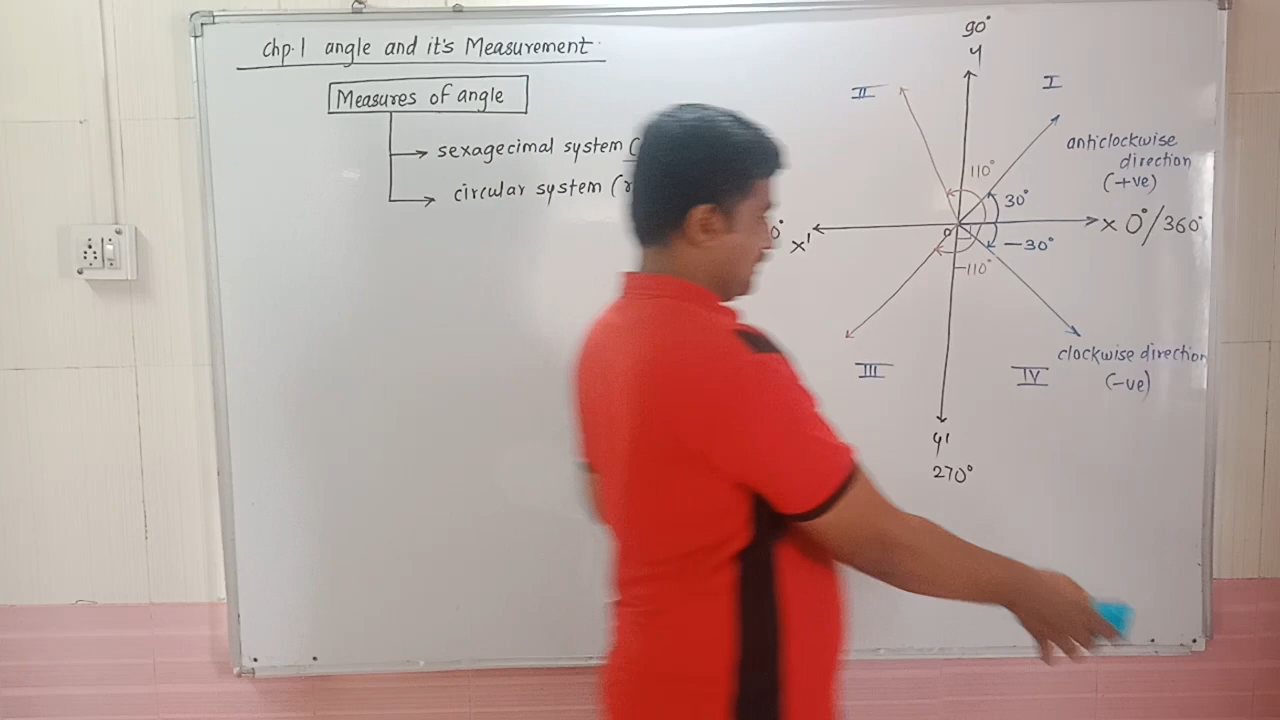 chp.1 angle and it's Measurement
Measures of angle
sexagecimal system (
circular system (
90°
y
II
I
anticlockwise
direction
(+ve)
110°
30°
x 0°/360°
x'
0
-30°
-110°
clockwise direction
(-ve)
III
IV
y'
270°